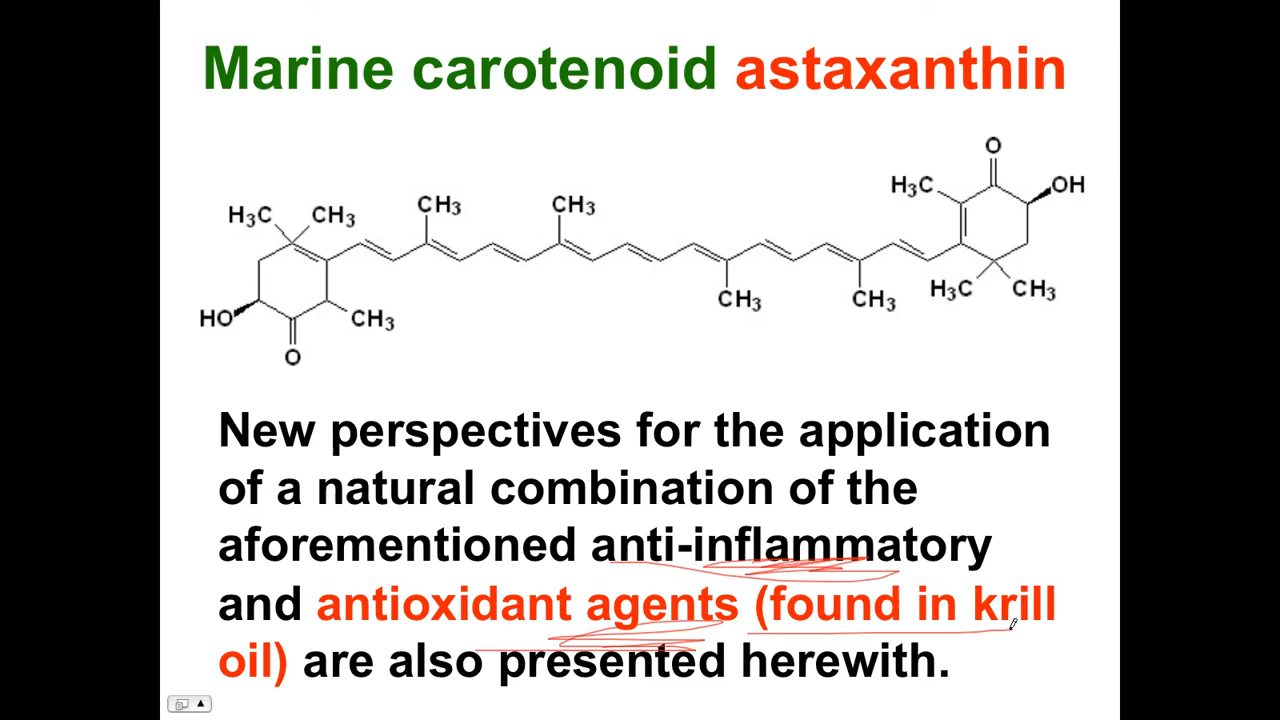 Marine carotenoid astaxanthin
O
H₃C
OH
H₃C CH₃ CH₃ CH₃
HO CH₃ CH₃ CH₃ H₃C CH₃
O
New perspectives for the application
of a natural combination of the
aforementioned anti-inflammatory
and antioxidant agents (found in krill
oil) are also presented herewith.